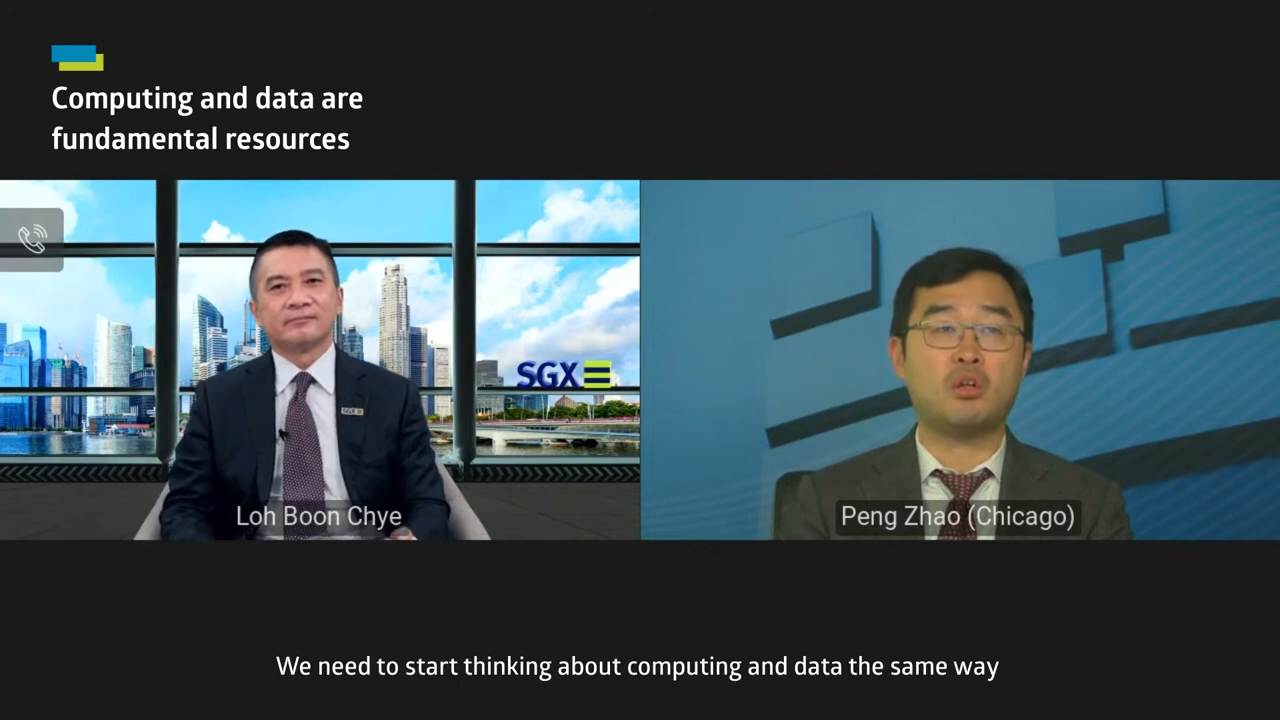 Computing and data are
fundamental resources
SGX
SGX
Loh Boon Chye
Peng Zhao (Chicago)
We need to start thinking about computing and data the same way